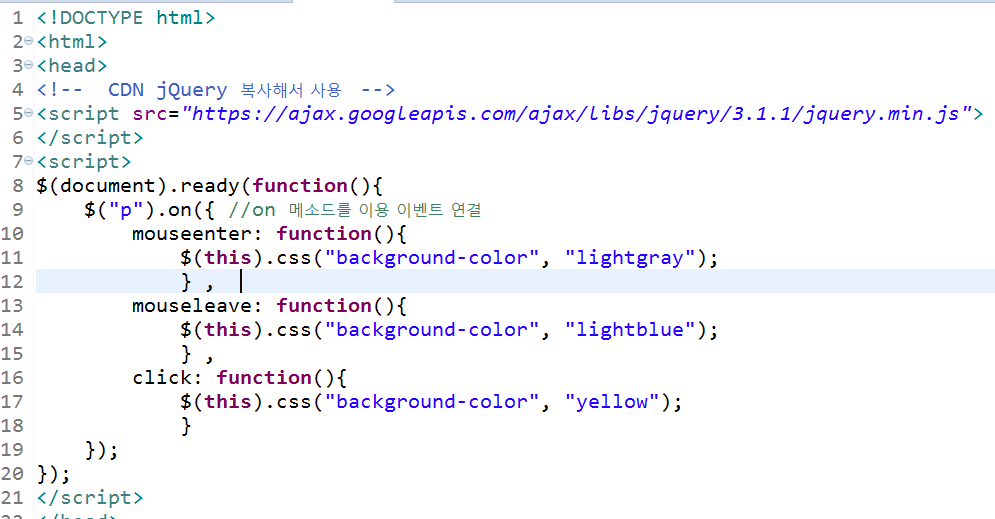 1 <!DOCTYPE html>
2 <html>
3 <head>
4 <!--  CDN jQuery 복사해서 사용  -->
5 <script src="https://ajax.googleapis.com/ajax/libs/jquery/3.1.1/jquery.min.js">
6 </script>
7 <script>
8 $(document).ready(function(){
9     $("p").on({ //on 메소드를 이용 이벤트 연결
10         mouseenter: function(){
11             $(this).css("background-color", "lightgray");
12             } ,
13         mouseleave: function(){
14             $(this).css("background-color", "lightblue");
15             } ,
16         click: function(){
17             $(this).css("background-color", "yellow");
18             }
19     });
20 });
21 </script>